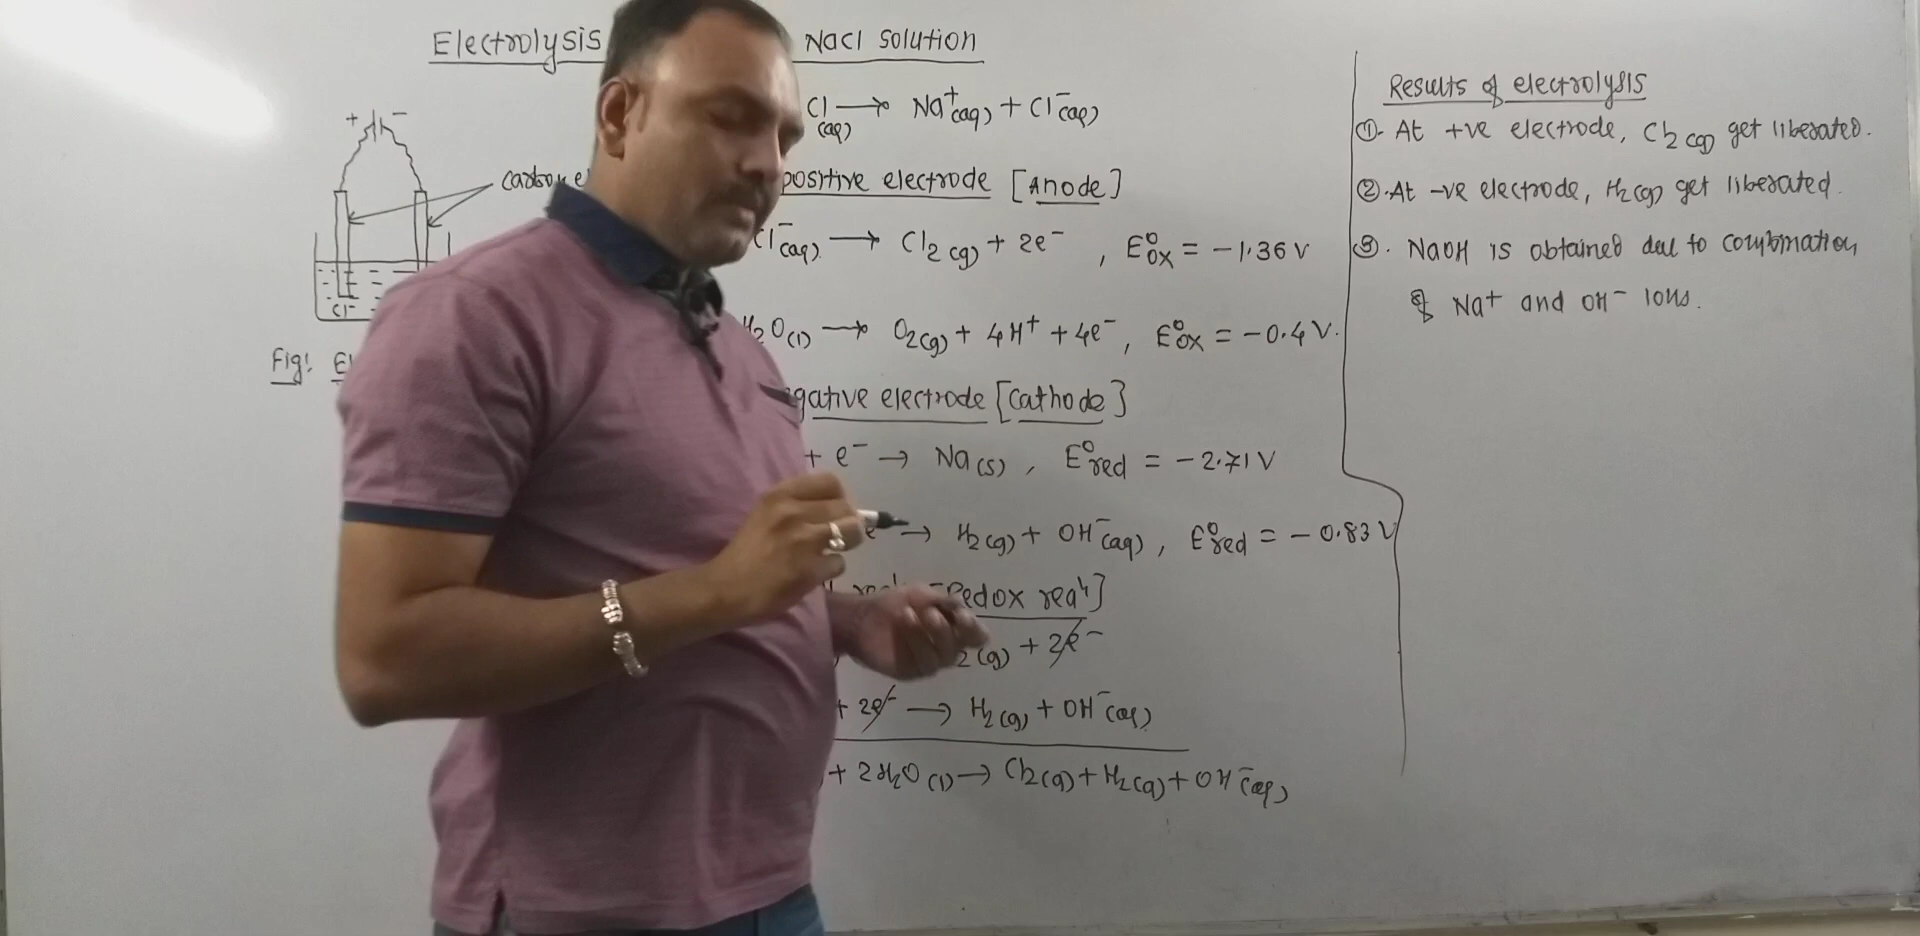 Electrolysis NaCl solution
Cl(aq) ⟶ Na⁺(aq) + Cl⁻(aq)
+ −
carbon
positive electrode [Anode]
Cl⁻(aq) ⟶ Cl₂(g) + 2e⁻ , E°ox = −1.36 V
Cl⁻
H₂O(l) ⟶ O₂(g) + 4H⁺ + 4e⁻, E°ox = −0.4 V.
Fig:
gative electrode [Cathode]
+ e⁻ → Na(s) , E°red = −2.71 V
e⁻ → H₂(g) + OH⁻(aq), E°red = −0.83 V
[Redox reaⁿ]
2(g) + 2e⁻
+ 2e⁻ ⟶ H₂(g) + OH⁻(aq)
+ 2H₂O(l) ⟶ Cl₂(g) + H₂(g) + OH⁻(aq)
Results of electrolysis
①. At +ve electrode, Cl₂(g) get liberated.
②. At −ve electrode, H₂(g) get liberated.
③. NaOH is obtained due to combination
of Na⁺ and OH⁻ ions.